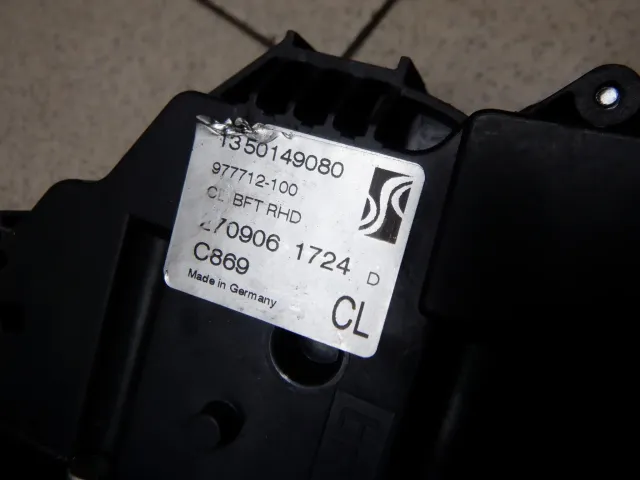 1350149080
977712-100
CL BFT RHD
270906 1724 D
C869
Made in Germany
CL